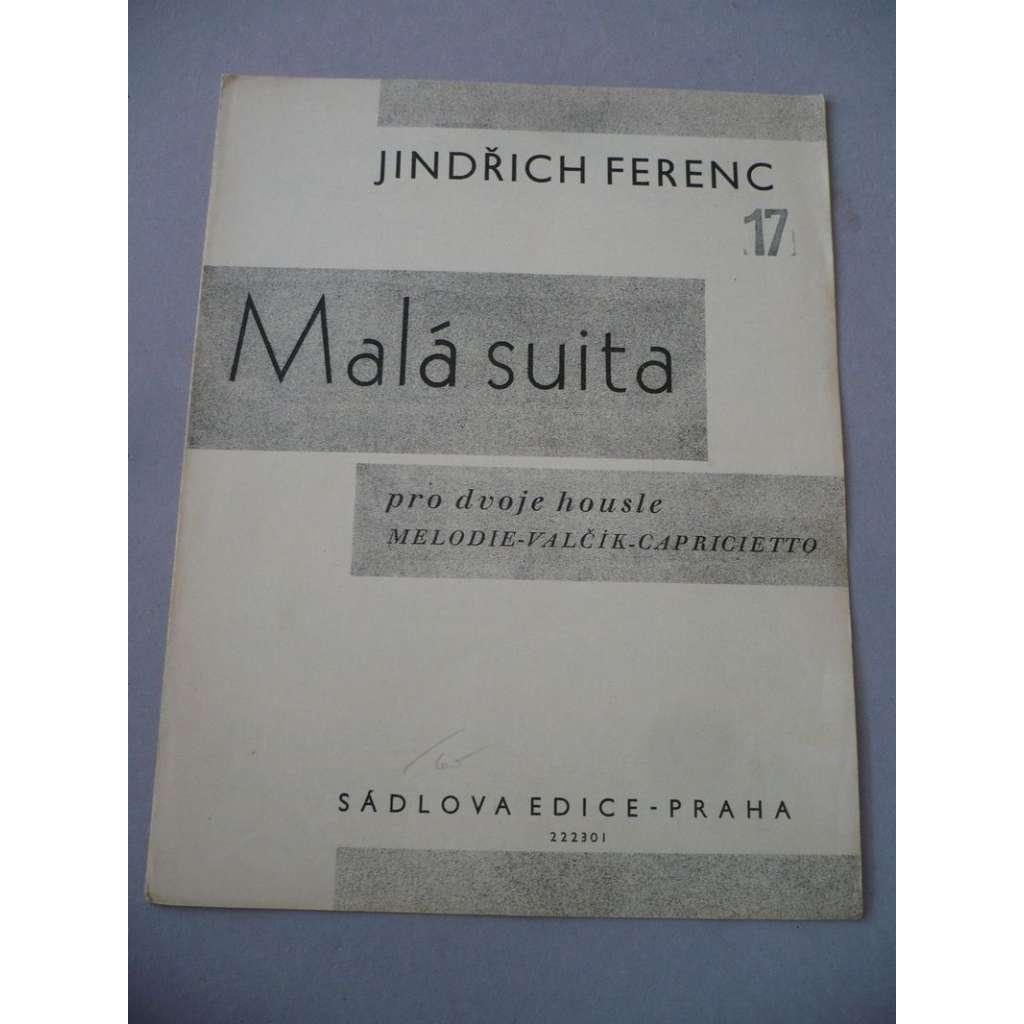 JINDŘICH FERENC
17
Malá suita
pro dvoje housle
MELODIE-VALČÍK-CAPRICIETTO
SÁDLOVA EDICE-PRAHA
222301